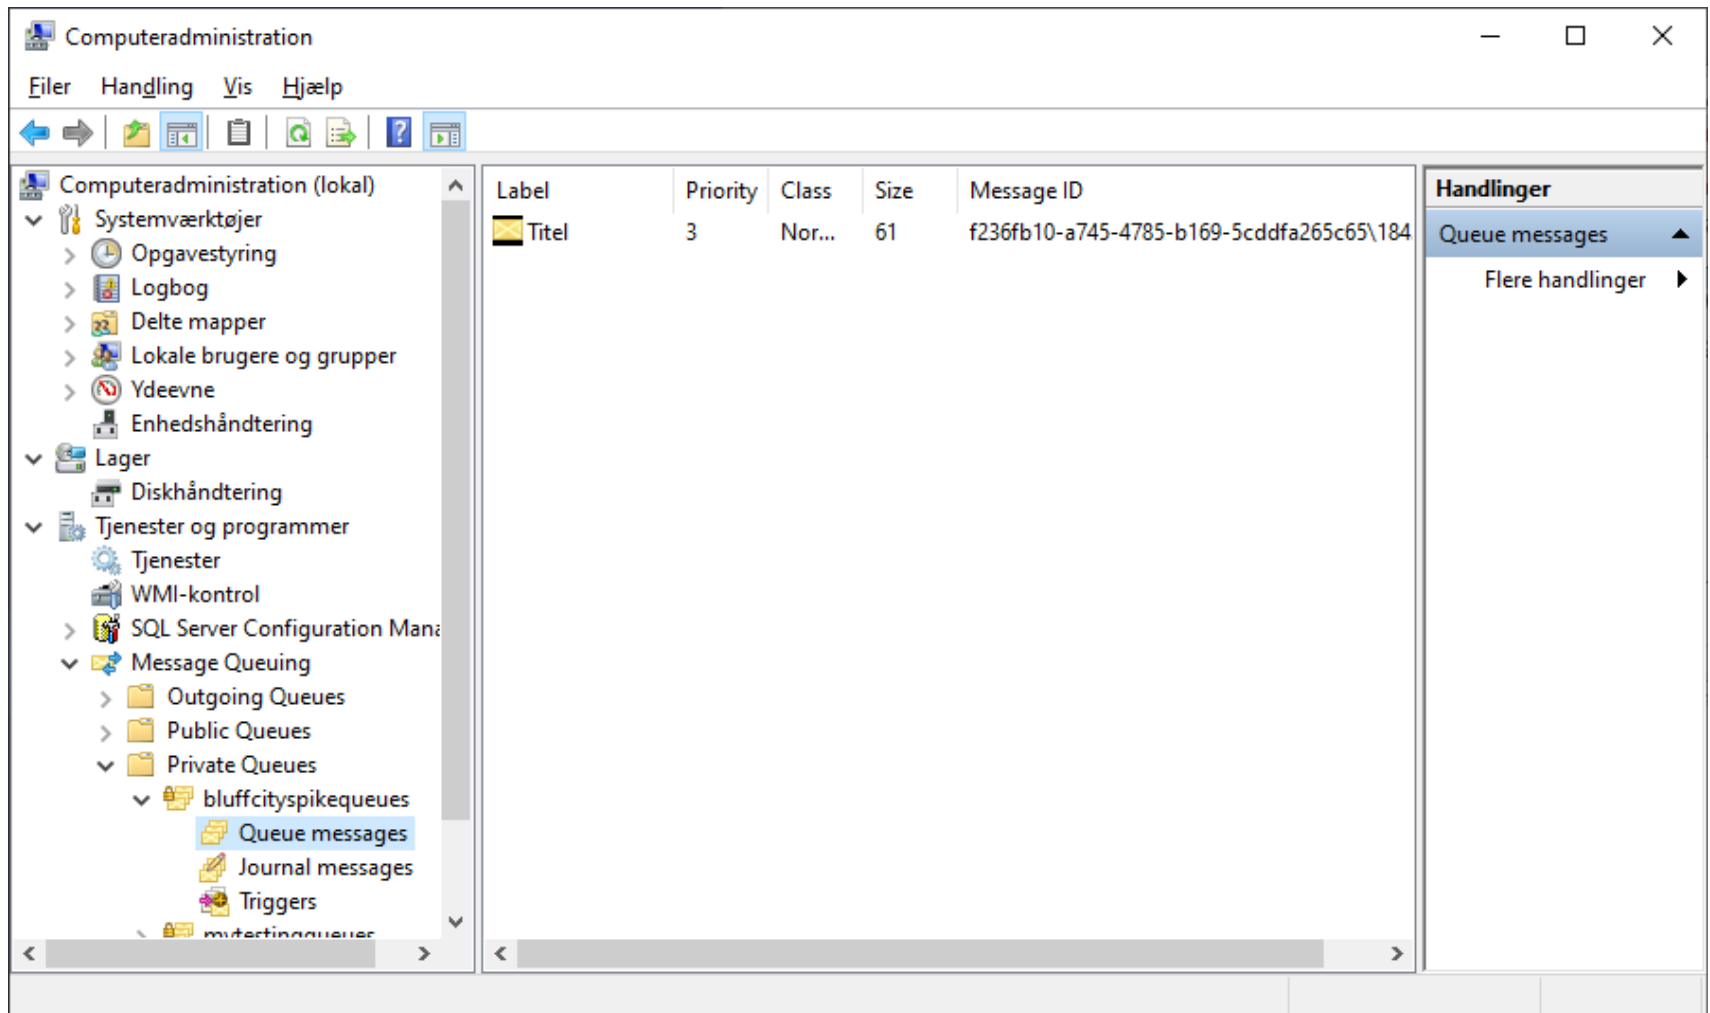 Computeradministration
Filer Handling Vis Hjælp
Computeradministration (lokal)
Systemværktøjer
Opgavestyring
Logbog
Delte mapper
Lokale brugere og grupper
Ydeevne
Enhedshåndtering
Lager
Diskhåndtering
Tjenester og programmer
Tjenester
WMI-kontrol
SQL Server Configuration Mana
Message Queuing
Outgoing Queues
Public Queues
Private Queues
bluffcityspikequeues
Queue messages
Journal messages
Triggers
mytestingqueues
Label Priority Class Size Message ID
Titel 3 Nor... 61 f236fb10-a745-4785-b169-5cddfa265c65\184
Handlinger
Queue messages
Flere handlinger